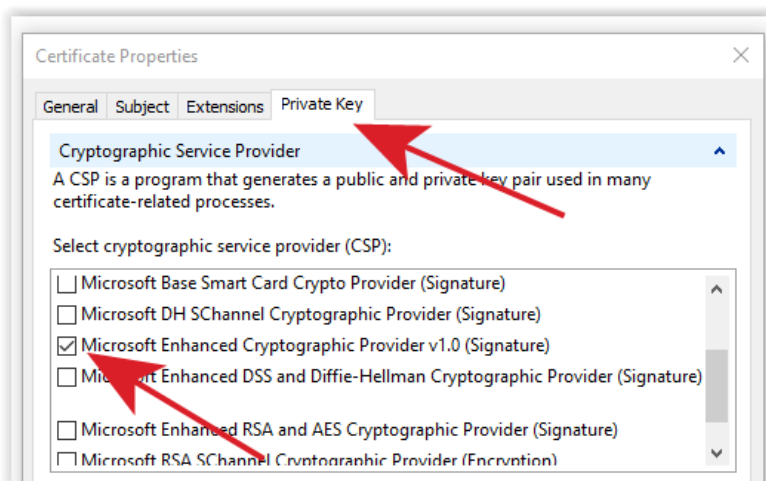 Certificate Properties
General Subject Extensions Private Key
Cryptographic Service Provider
A CSP is a program that generates a public and private key pair used in many
certificate-related processes.
Select cryptographic service provider (CSP):
Microsoft Base Smart Card Crypto Provider (Signature)
Microsoft DH SChannel Cryptographic Provider (Signature)
Microsoft Enhanced Cryptographic Provider v1.0 (Signature)
Microsoft Enhanced DSS and Diffie-Hellman Cryptographic Provider (Signature)
Microsoft Enhanced RSA and AES Cryptographic Provider (Signature)
Microsoft RSA SChannel Cryptographic Provider (Encryption)